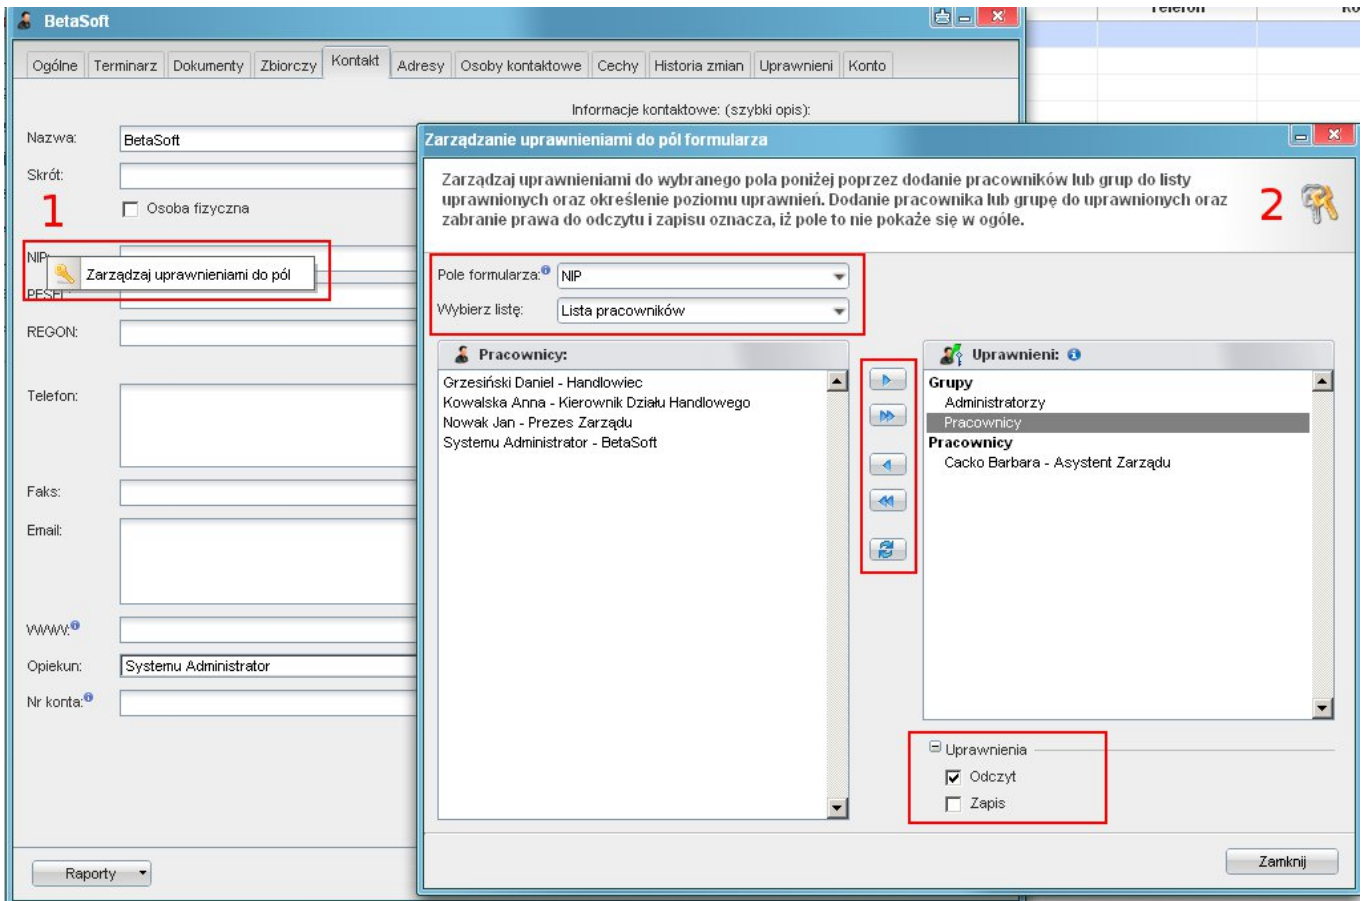 BetaSoft
Telefon
Ogólne Terminarz Dokumenty Zbiorczy Kontakt Adresy Osoby kontaktowe Cechy Historia zmian Uprawnieni Konto
Informacje kontaktowe: (szybki opis):
Nazwa: BetaSoft
Skrót:
1
Osoba fizyczna
NIP:
Zarządzaj uprawnieniami do pól
PESEL:
REGON:
Telefon:
Faks:
Email:
WWW:
Opiekun: Systemu Administrator
Nr konta:
Raporty
Zarządzanie uprawnieniami do pól formularza
Zarządzaj uprawnieniami do wybranego pola poniżej poprzez dodanie pracowników lub grup do listy
uprawnionych oraz określenie poziomu uprawnień. Dodanie pracownika lub grupę do uprawnionych oraz
zabranie prawa do odczytu i zapisu oznacza, iż pole to nie pokaże się w ogóle.
2
Pole formularza: NIP
Wybierz listę: Lista pracowników
Pracownicy:
Grzesiński Daniel - Handlowiec
Kowalska Anna - Kierownik Działu Handlowego
Nowak Jan - Prezes Zarządu
Systemu Administrator - BetaSoft
Uprawnieni:
Grupy
Administratorzy
Pracownicy
Pracownicy
Cacko Barbara - Asystent Zarządu
Uprawnienia
Odczyt
Zapis
Zamknij